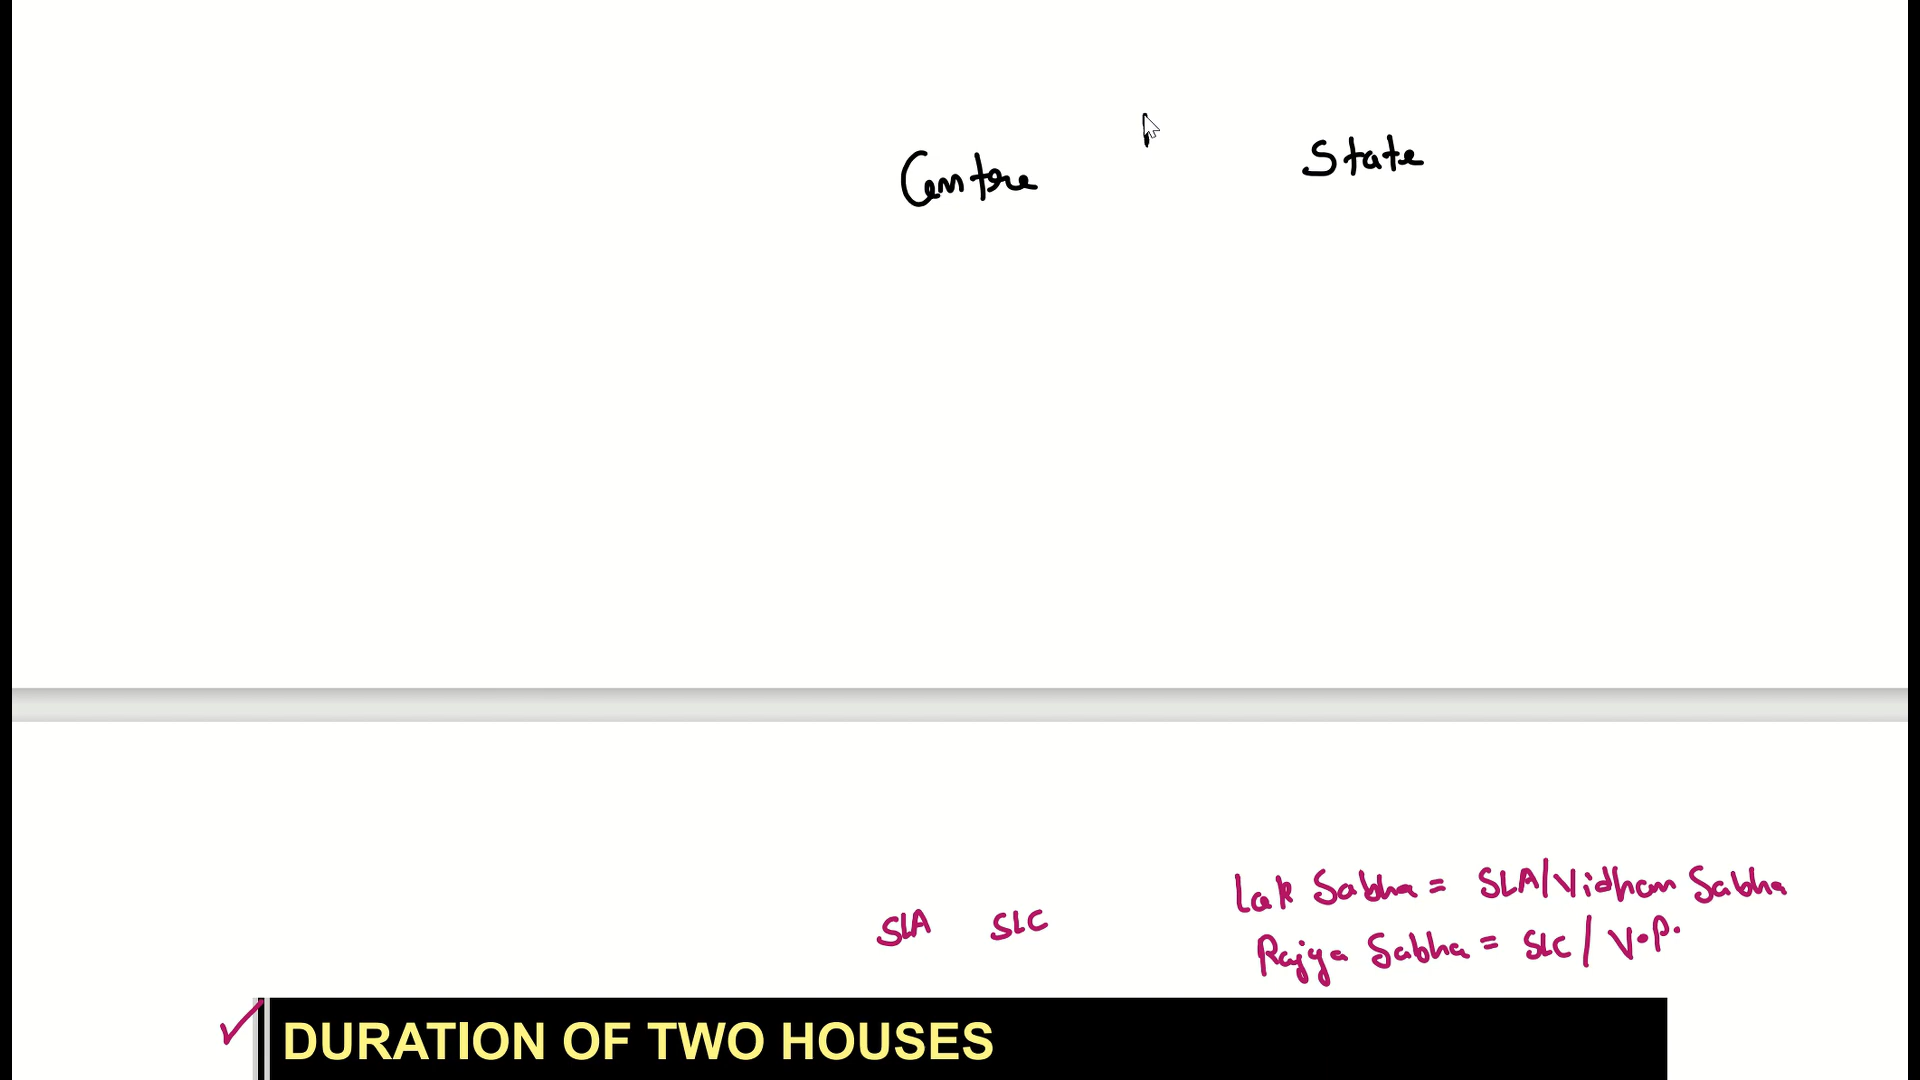 Centre State
Lok Sabha = SLA/Vidhan Sabha
SLA SLC
Rajya Sabha = SLC / V.P.
DURATION OF TWO HOUSES